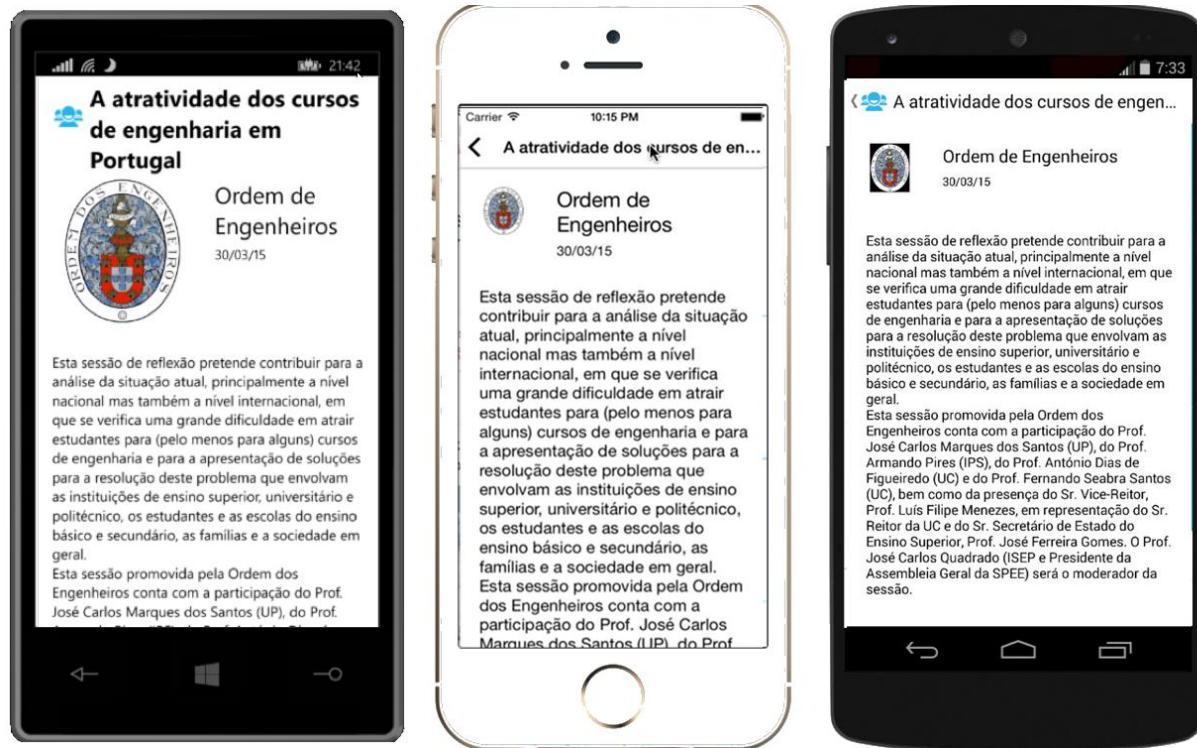 21:42
A atratividade dos cursos
de engenharia em
Portugal
ORDEM DOS ENGENHEIROS
Ordem de
Engenheiros
30/03/15
Esta sessão de reflexão pretende contribuir para a
análise da situação atual, principalmente a nível
nacional mas também a nível internacional, em
que se verifica uma grande dificuldade em atrair
estudantes para (pelo menos para alguns) cursos
de engenharia e para a apresentação de soluções
para a resolução deste problema que envolvam
as instituições de ensino superior, universitário e
politécnico, os estudantes e as escolas do ensino
básico e secundário, as famílias e a sociedade em
geral.
Esta sessão promovida pela Ordem dos
Engenheiros conta com a participação do Prof.
José Carlos Marques dos Santos (UP), do Prof.
Carrier
10:15 PM
A atratividade dos cursos de en...
Ordem de
Engenheiros
30/03/15
Esta sessão de reflexão pretende
contribuir para a análise da situação
atual, principalmente a nível
nacional mas também a nível
internacional, em que se verifica
uma grande dificuldade em atrair
estudantes para (pelo menos para
alguns) cursos de engenharia e para
a apresentação de soluções para a
resolução deste problema que
envolvam as instituições de ensino
superior, universitário e politécnico,
os estudantes e as escolas do
ensino básico e secundário, as
famílias e a sociedade em geral.
Esta sessão promovida pela Ordem
dos Engenheiros conta com a
participação do Prof. José Carlos
Marques dos Santos (UP), do Prof.
7:33
A atratividade dos cursos de engen...
Ordem de Engenheiros
30/03/15
Esta sessão de reflexão pretende contribuir para a
análise da situação atual, principalmente a nível
nacional mas também a nível internacional, em que
se verifica uma grande dificuldade em atrair
estudantes para (pelo menos para alguns) cursos
de engenharia e para a apresentação de soluções
para a resolução deste problema que envolvam as
instituições de ensino superior, universitário e
politécnico, os estudantes e as escolas do ensino
básico e secundário, as famílias e a sociedade em
geral.
Esta sessão promovida pela Ordem dos
Engenheiros conta com a participação do Prof.
José Carlos Marques dos Santos (UP), do Prof.
Armando Pires (IPS), do Prof. António Dias de
Figueiredo (UC) e do Prof. Fernando Seabra Santos
(UC), bem como da presença do Sr. Vice-Reitor,
Prof. Luís Filipe Menezes, em representação do Sr.
Reitor da UC e do Sr. Secretário de Estado do
Ensino Superior, Prof. José Ferreira Gomes. O Prof.
José Carlos Quadrado (ISEP e Presidente da
Assembleia Geral da SPEE) será o moderador da
sessão.